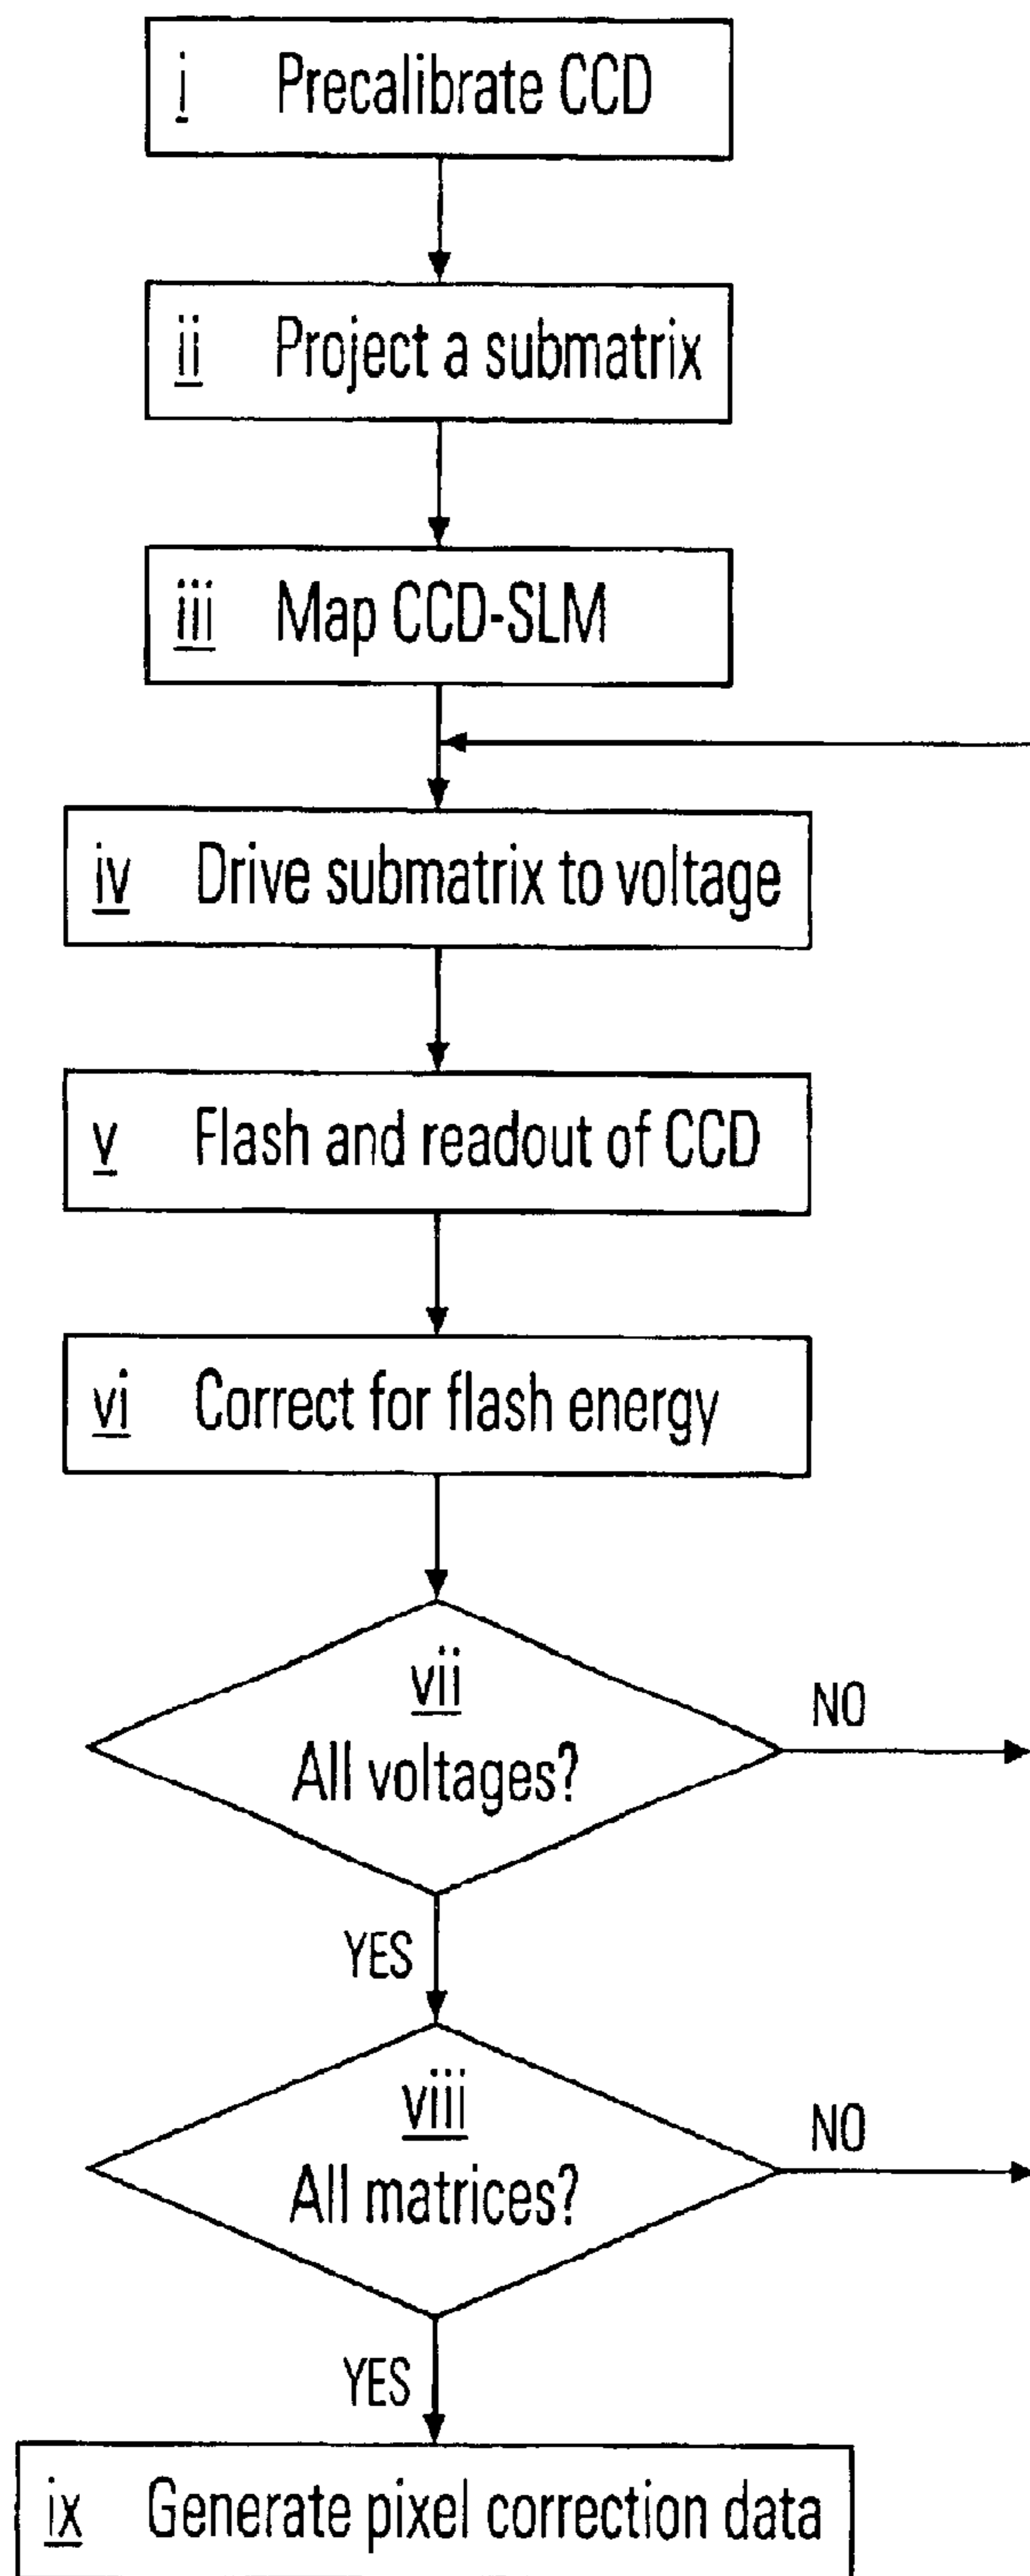 i Precalibrate CCD
ii Project a submatrix
iii Map CCD-SLM
iv Drive submatrix to voltage
v Flash and readout of CCD
vi Correct for flash energy
vii
All voltages?
NO
YES
viii
All matrices?
NO
YES
ix Generate pixel correction data